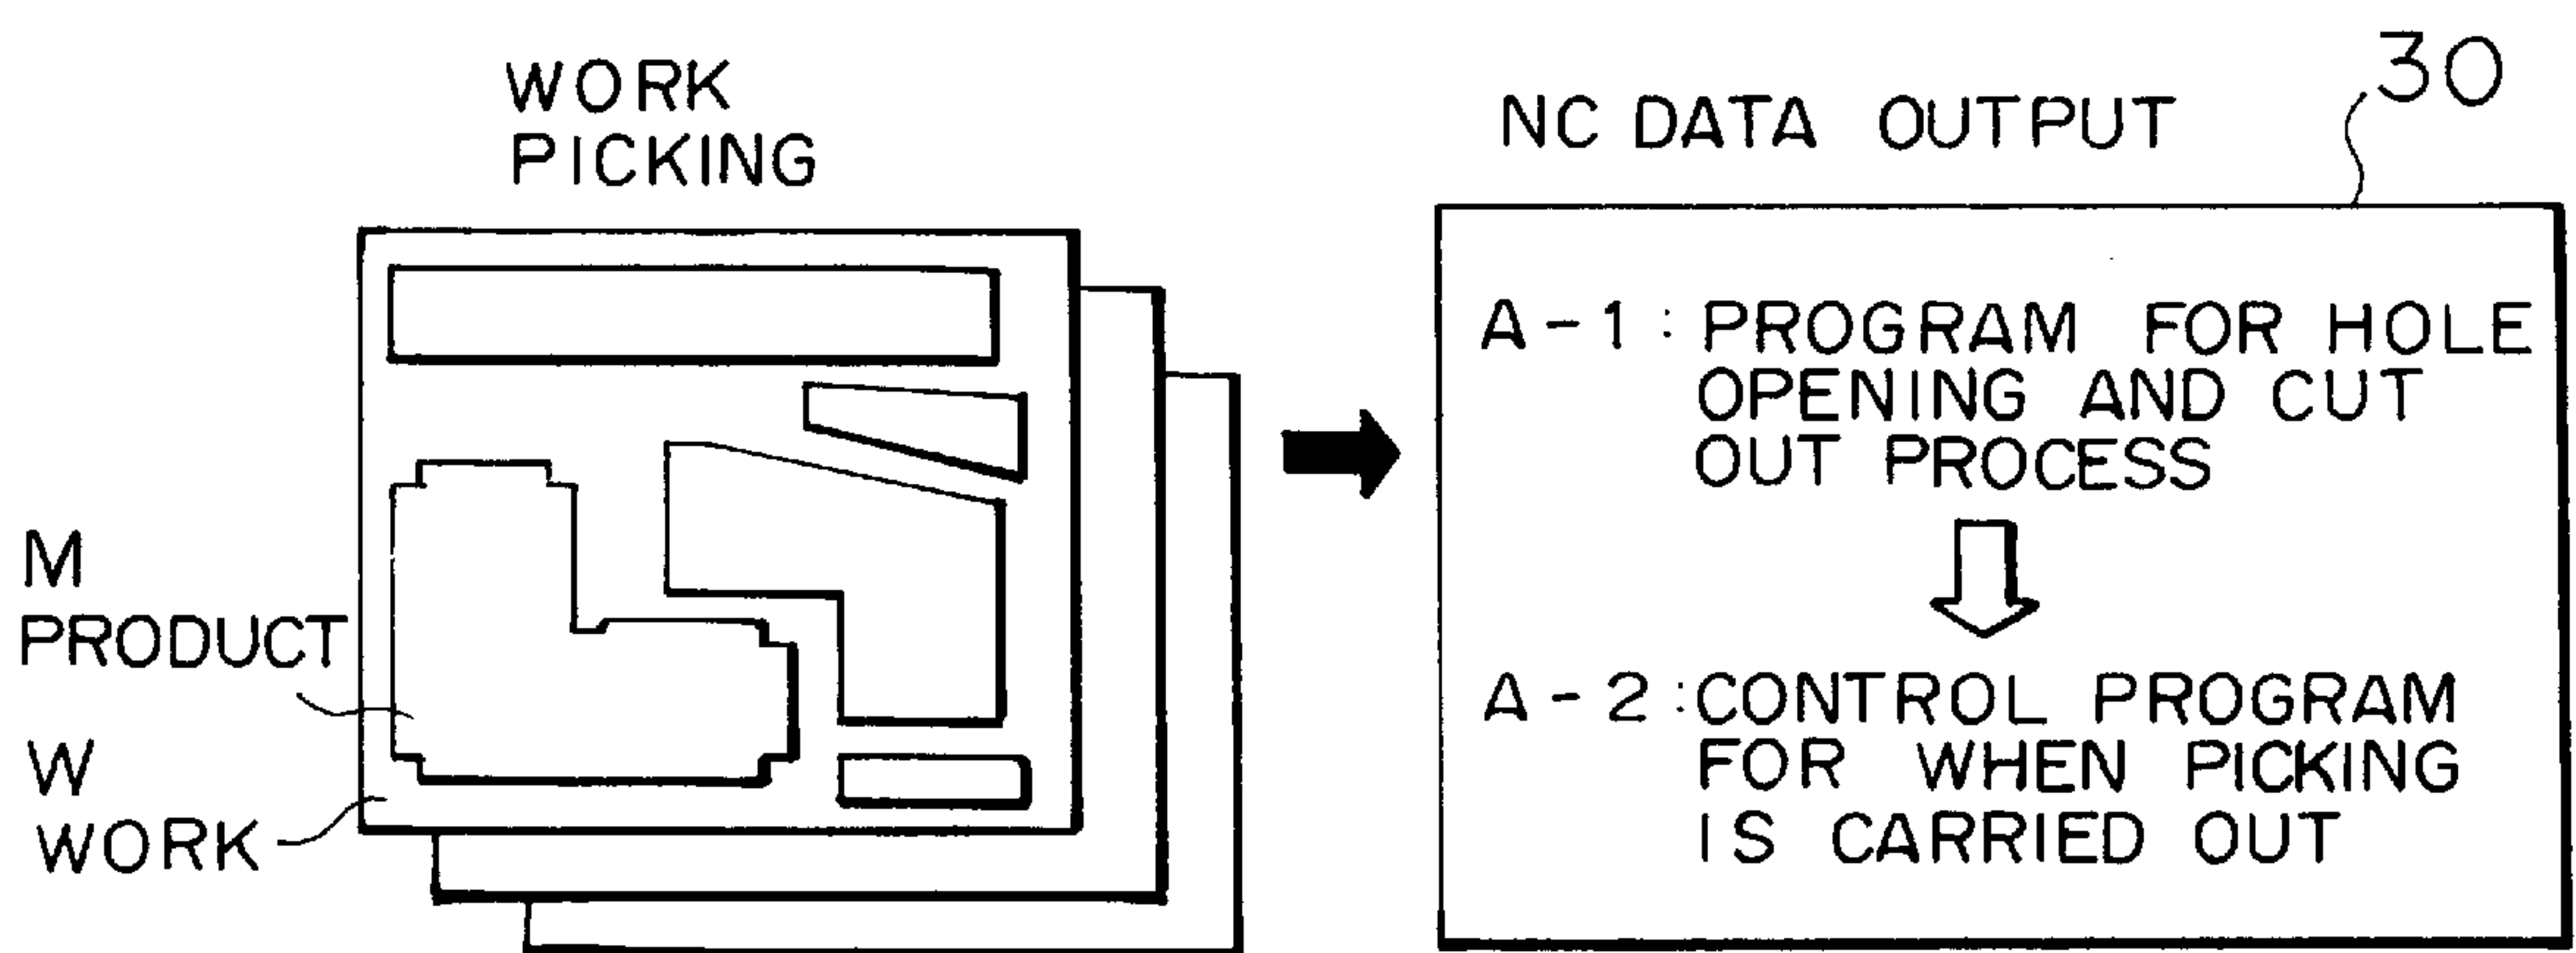 WORK
PICKING
M
PRODUCT
W
WORK
NC DATA OUTPUT
30
A-1: PROGRAM FOR HOLE
OPENING AND CUT
OUT PROCESS
A-2: CONTROL PROGRAM
FOR WHEN PICKING
IS CARRIED OUT